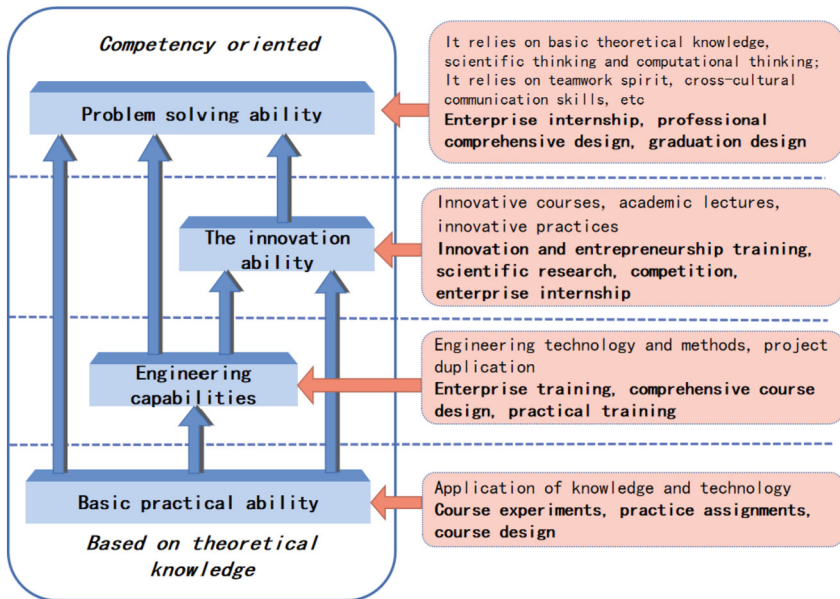 Competency oriented
Problem solving ability
The innovation
ability
Engineering
capabilities
Basic practical ability
Based on theoretical
knowledge
It relies on basic theoretical knowledge,
scientific thinking and computational thinking;
It relies on teamwork spirit, cross-cultural
communication skills, etc
Enterprise internship, professional
comprehensive design, graduation design
Innovative courses, academic lectures,
innovative practices
Innovation and entrepreneurship training,
scientific research, competition,
enterprise internship
Engineering technology and methods, project
duplication
Enterprise training, comprehensive course
design, practical training
Application of knowledge and technology
Course experiments, practice assignments,
course design